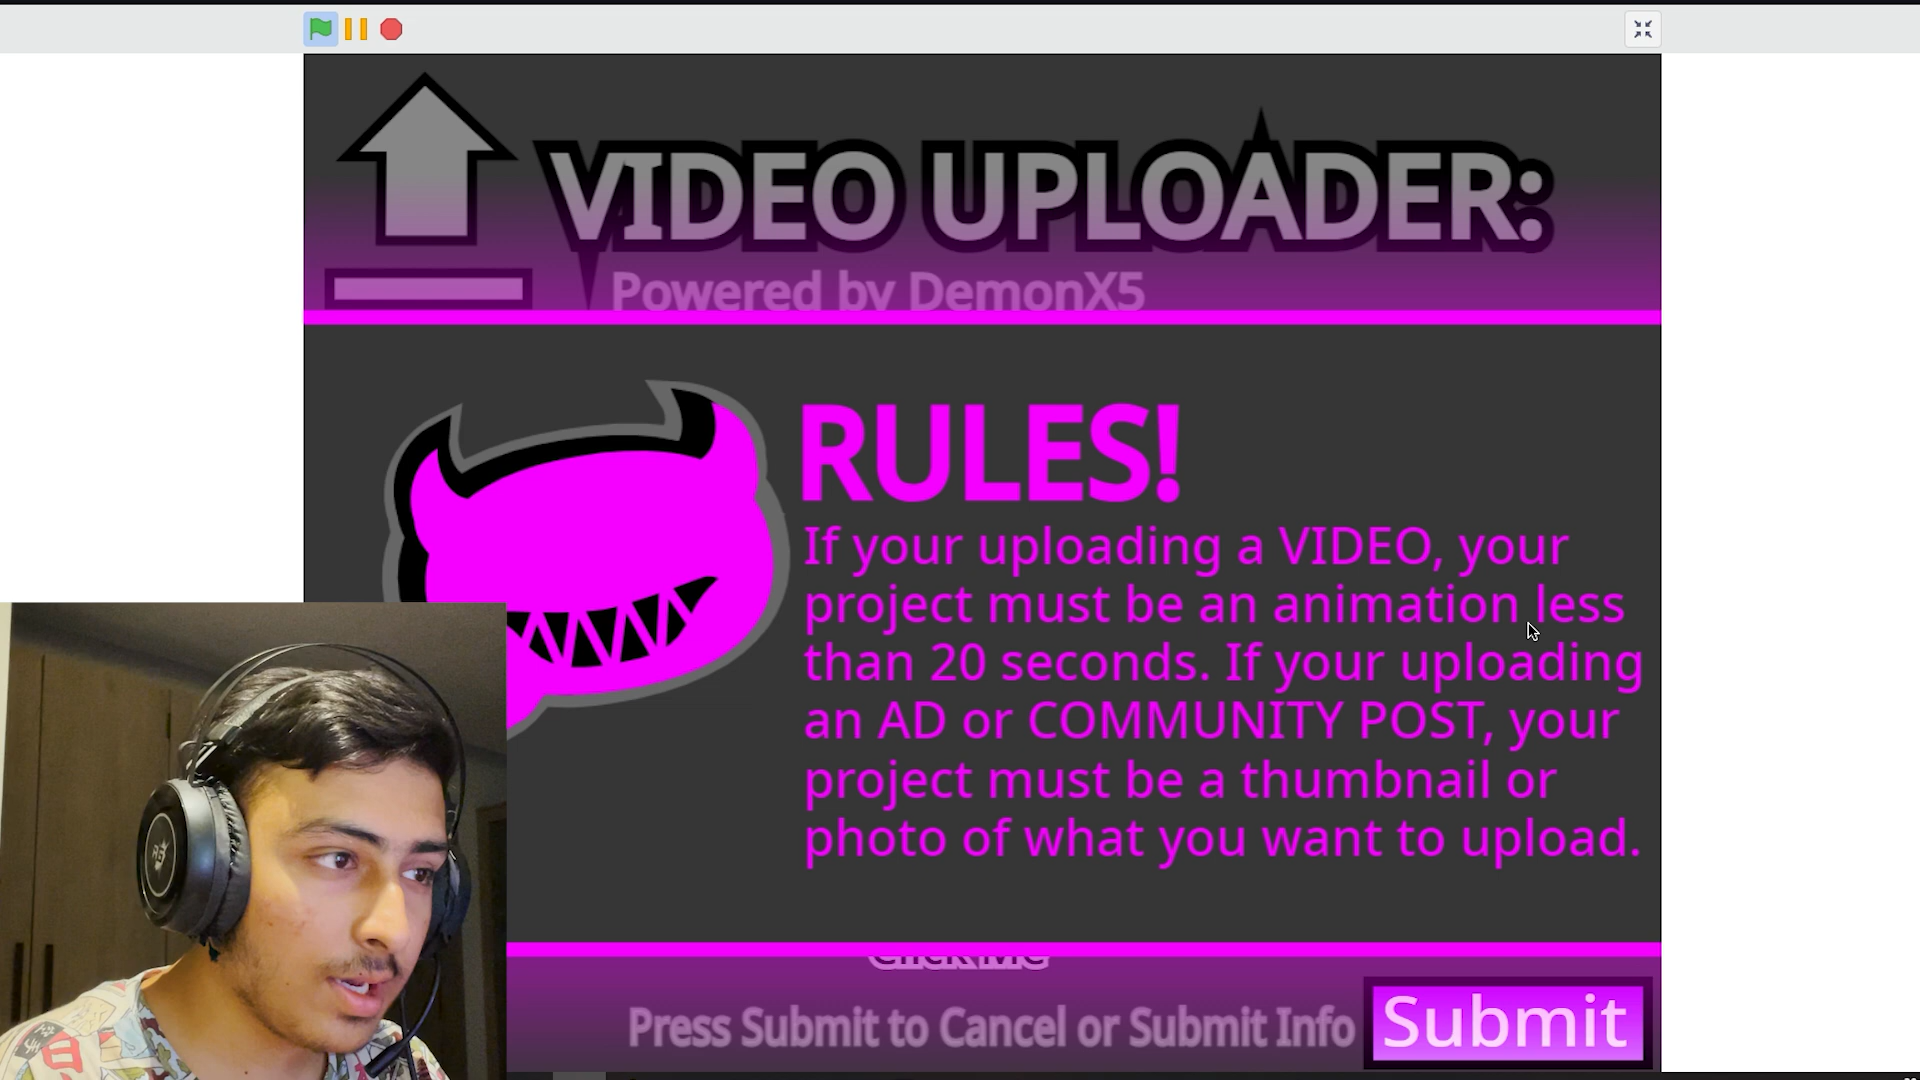 VIDEO UPLOADER:
Powered by DemonX5
RULES!
If your uploading a VIDEO, your
project must be an animation less
than 20 seconds. If your uploading
an AD or COMMUNITY POST, your
project must be a thumbnail or
photo of what you want to upload.
Press Submit to Cancel or Submit Info
Submit